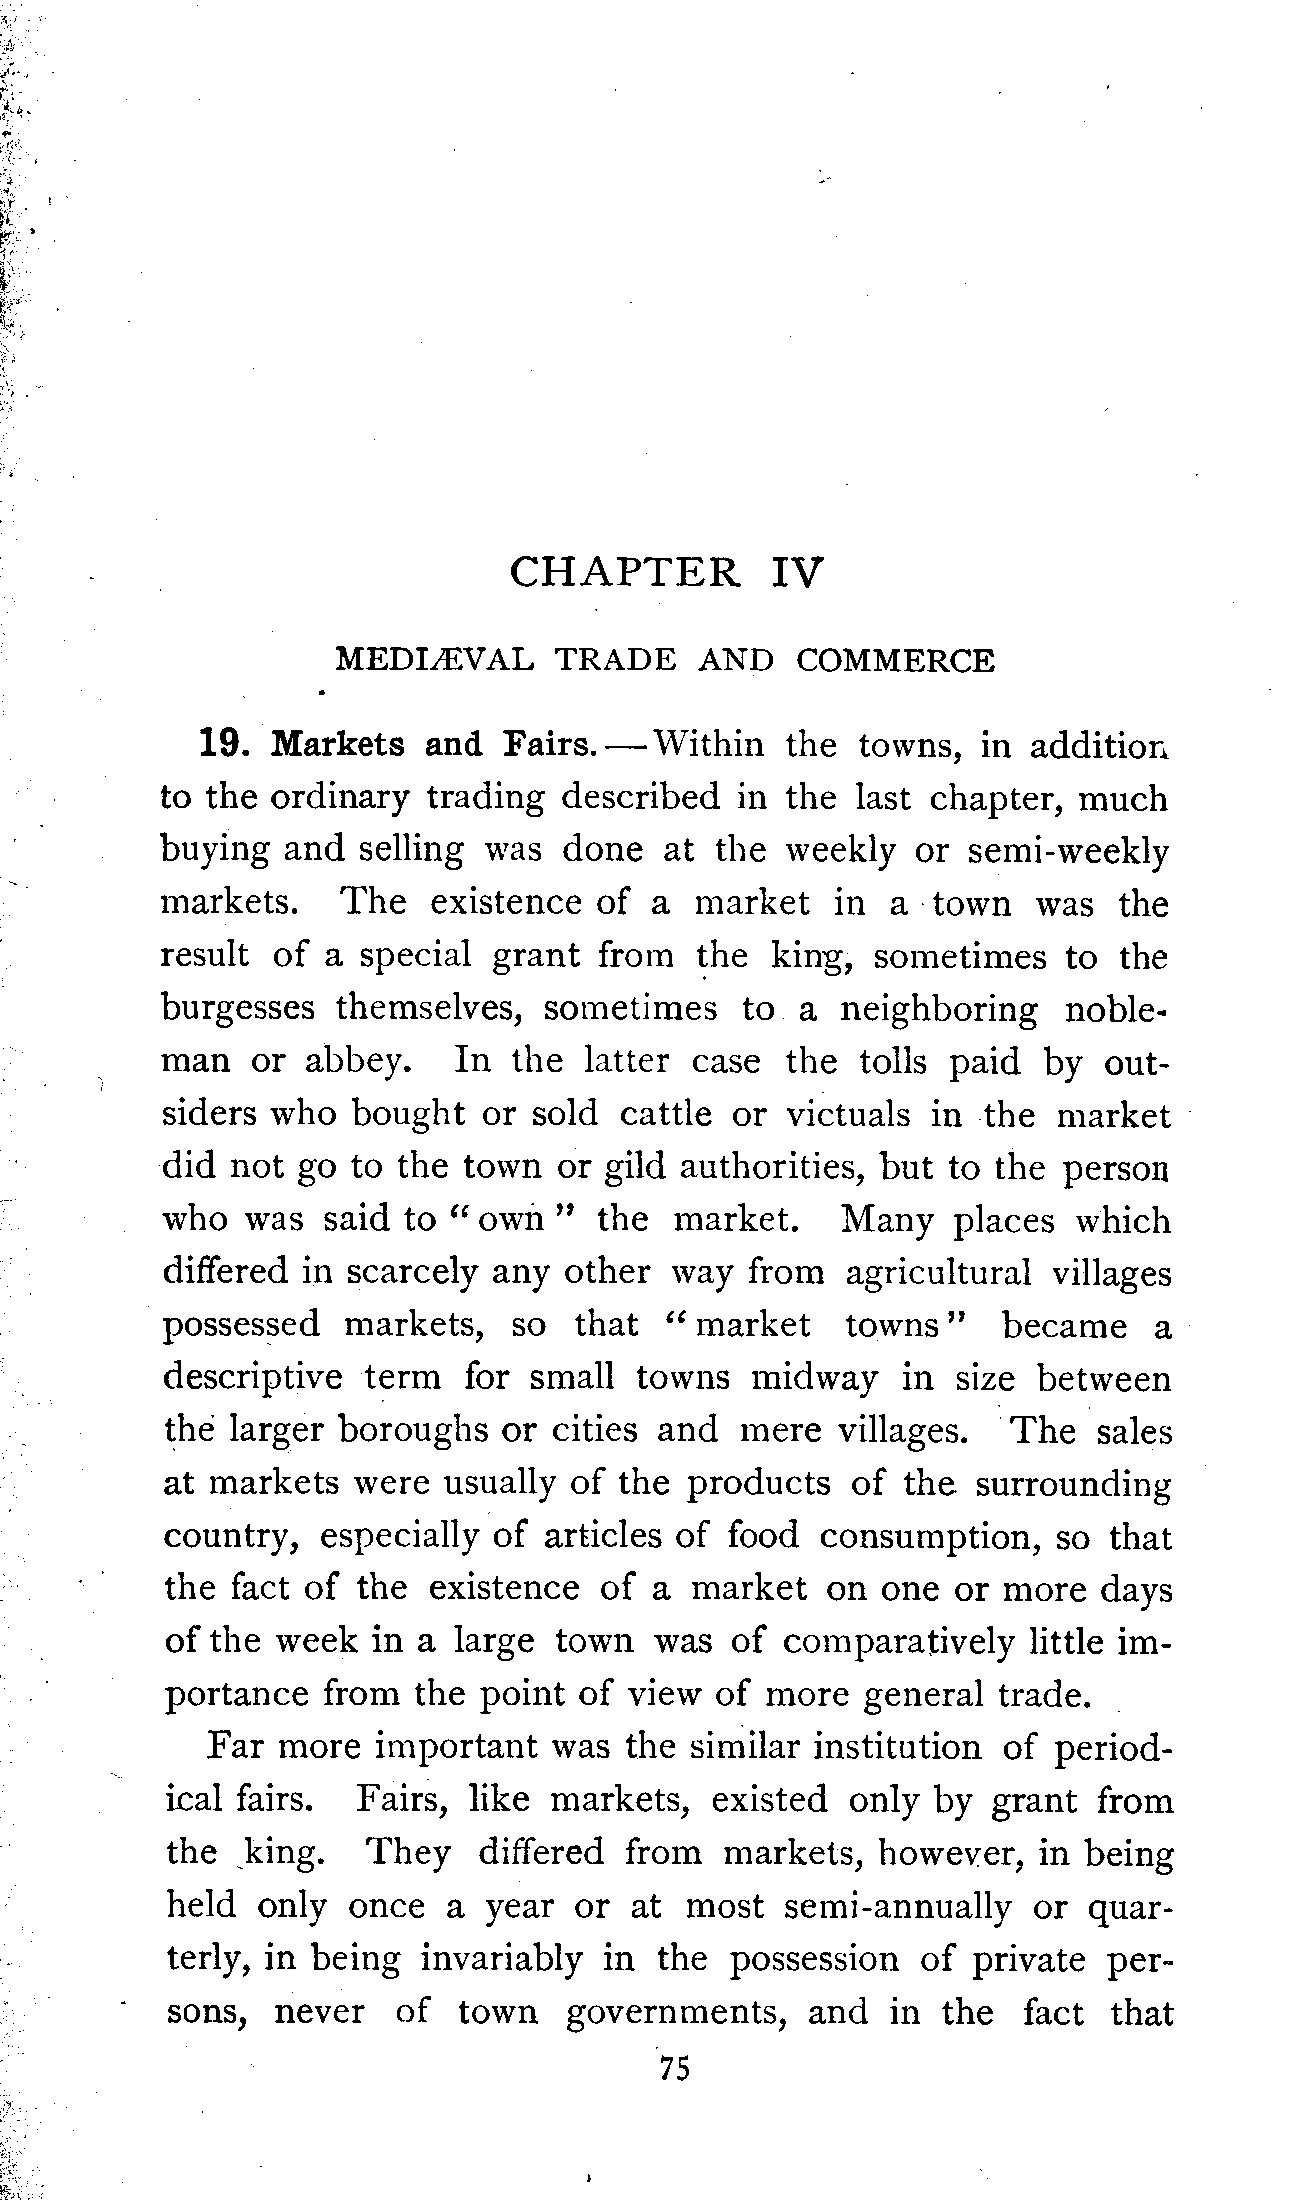 CHAPTER IV
MEDIÆVAL TRADE AND COMMERCE
19. Markets and Fairs. — Within the towns, in addition
to the ordinary trading described in the last chapter, much
buying and selling was done at the weekly or semi-weekly
markets. The existence of a market in a town was the
result of a special grant from the king, sometimes to the
burgesses themselves, sometimes to a neighboring noble-
man or abbey. In the latter case the tolls paid by out-
siders who bought or sold cattle or victuals in the market
did not go to the town or gild authorities, but to the person
who was said to “ own ” the market. Many places which
differed in scarcely any other way from agricultural villages
possessed markets, so that “ market towns ” became a
descriptive term for small towns midway in size between
the larger boroughs or cities and mere villages. The sales
at markets were usually of the products of the surrounding
country, especially of articles of food consumption, so that
the fact of the existence of a market on one or more days
of the week in a large town was of comparatively little im-
portance from the point of view of more general trade.
Far more important was the similar institution of period-
ical fairs. Fairs, like markets, existed only by grant from
the king. They differed from markets, however, in being
held only once a year or at most semi-annually or quar-
terly, in being invariably in the possession of private per-
sons, never of town governments, and in the fact that
75